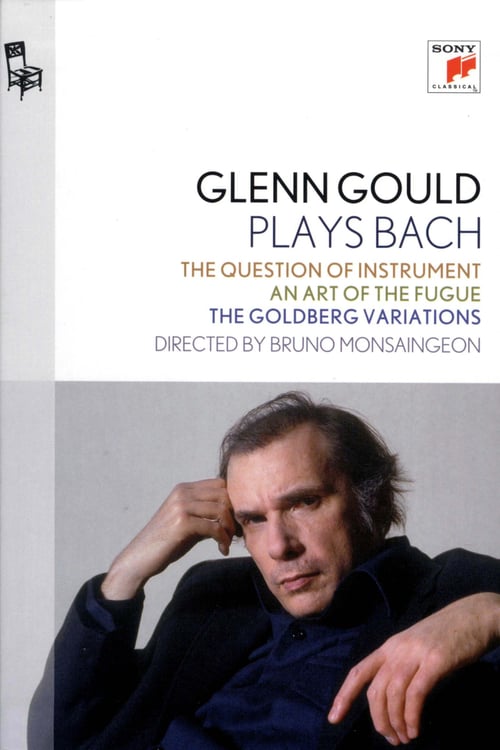 SONY
CLASSICAL
GLENN GOULD
PLAYS BACH
THE QUESTION OF INSTRUMENT
AN ART OF THE FUGUE
THE GOLDBERG VARIATIONS
DIRECTED BY BRUNO MONSAINGEON